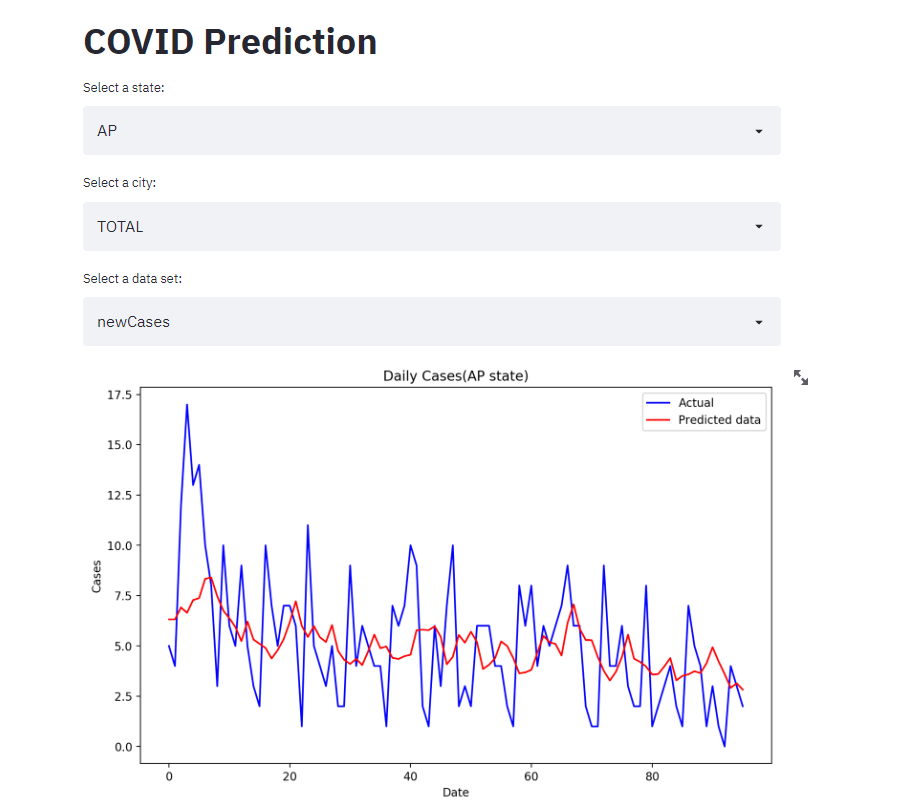 COVID Prediction
Select a state:
AP
Select a city:
TOTAL
Select a data set:
newCases
Daily Cases(AP state)
17.5
15.0
12.5
10.0
7.5
5.0
2.5
0.0
Cases
Actual
Predicted data
0 20 40 60 80
Date